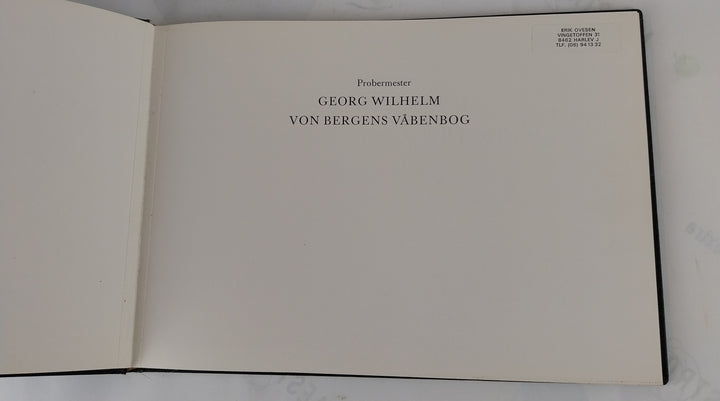 ERIK OVESEN
VINGETOFTEN 31
8462 HARLEV J
TLF. (06) 94 13 32
Probermester
GEORG WILHELM
VON BERGENS VÅBENBOG